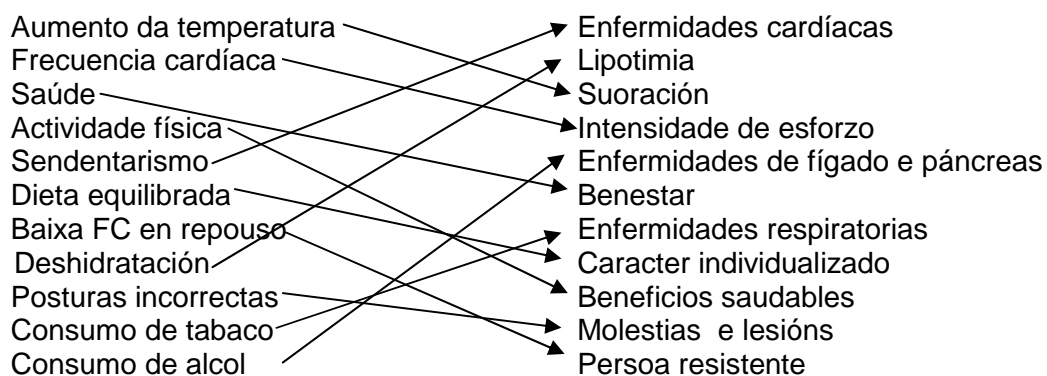 Aumento da temperatura Enfermidades cardíacas
Frecuencia cardíaca Lipotimia
Saúde Suoración
Actividade física Intensidade de esforzo
Sendentarismo Enfermidades de fígado e páncreas
Dieta equilibrada Benestar
Baixa FC en repouso Enfermidades respiratorias
Deshidratación Caracter individualizado
Posturas incorrectas Beneficios saudables
Consumo de tabaco Molestias e lesións
Consumo de alcol Persoa resistente